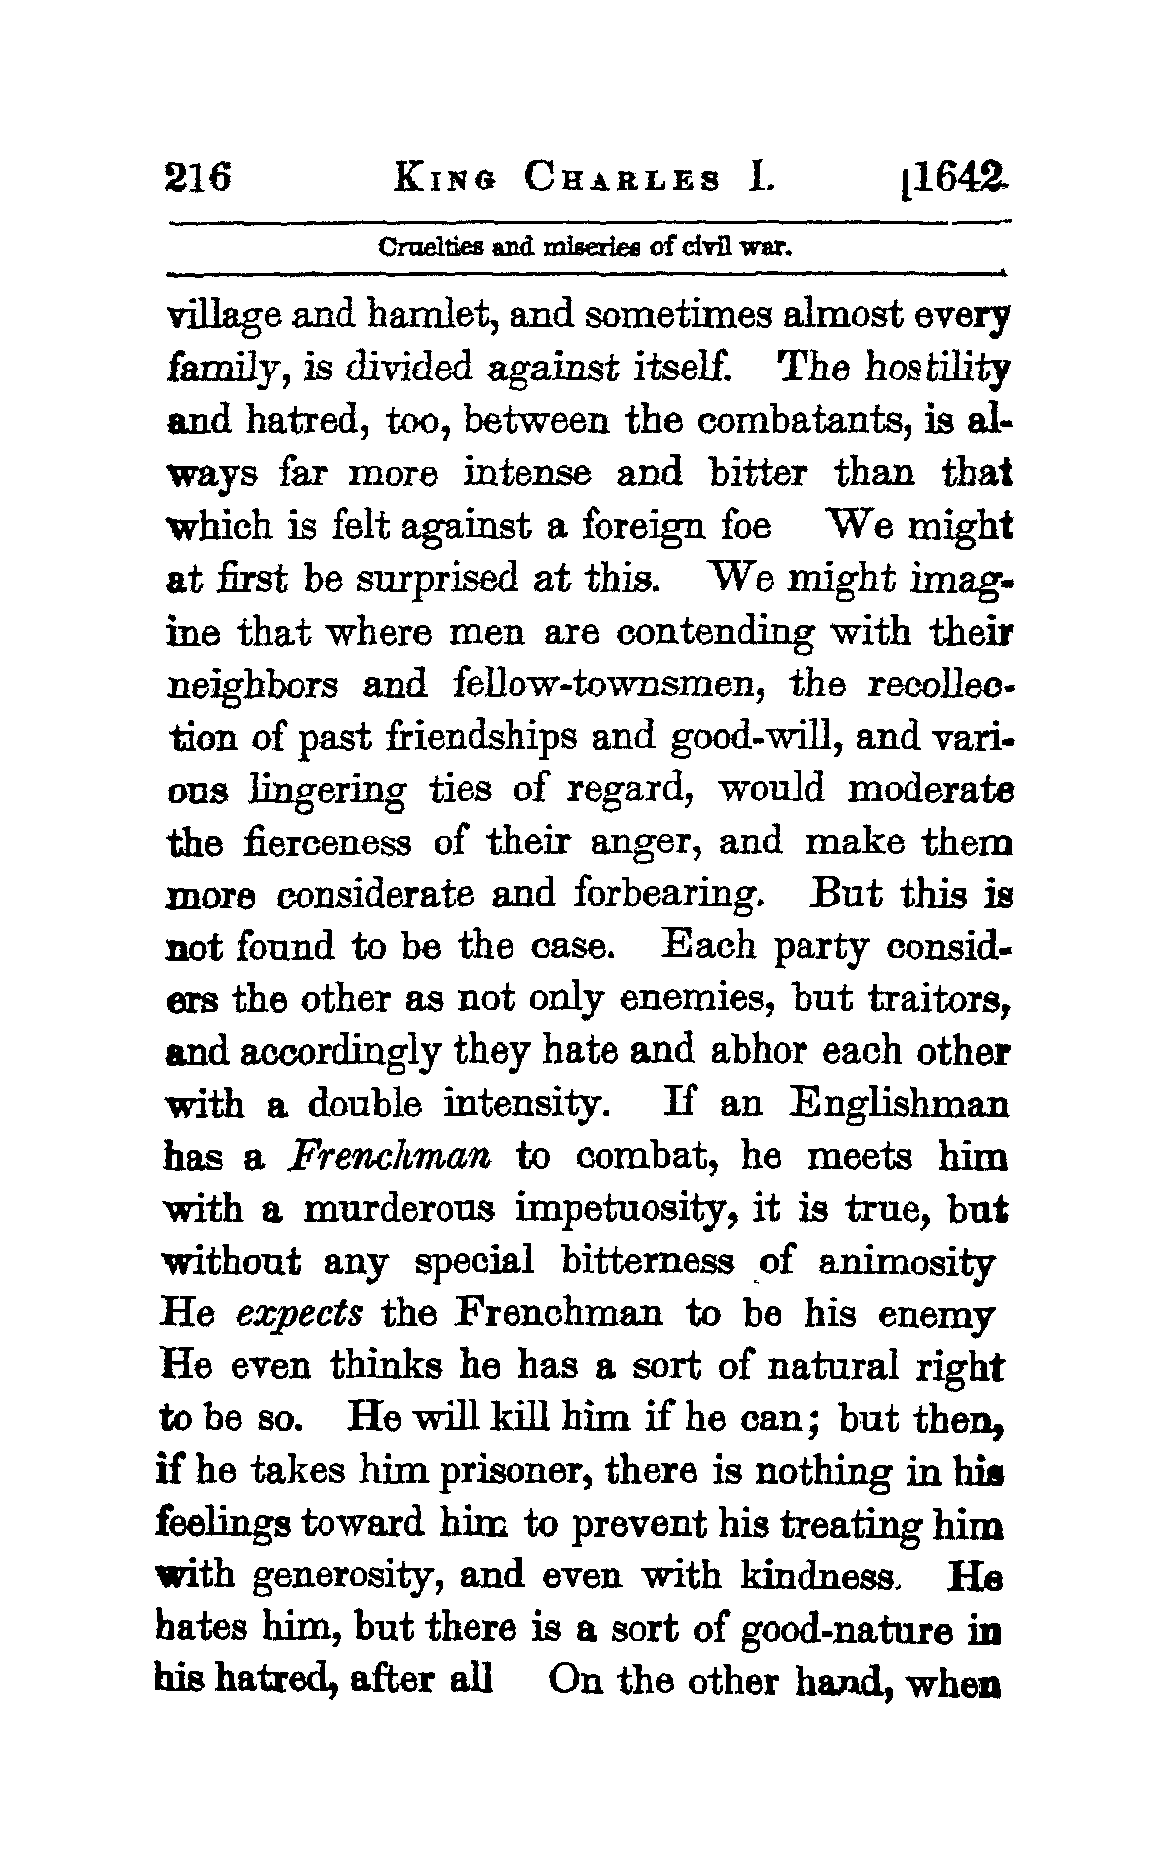 216 King Charles I. [1642.
Cruelties and miseries of civil war.
village and hamlet, and sometimes almost every
family, is divided against itself. The hostility
and hatred, too, between the combatants, is al-
ways far more intense and bitter than that
which is felt against a foreign foe We might
at first be surprised at this. We might imag-
ine that where men are contending with their
neighbors and fellow-townsmen, the recollec-
tion of past friendships and good-will, and vari-
ous lingering ties of regard, would moderate
the fierceness of their anger, and make them
more considerate and forbearing. But this is
not found to be the case. Each party consid-
ers the other as not only enemies, but traitors,
and accordingly they hate and abhor each other
with a double intensity. If an Englishman
has a Frenchman to combat, he meets him
with a murderous impetuosity, it is true, but
without any special bitterness of animosity
He expects the Frenchman to be his enemy
He even thinks he has a sort of natural right
to be so. He will kill him if he can; but then,
if he takes him prisoner, there is nothing in his
feelings toward him to prevent his treating him
with generosity, and even with kindness. He
hates him, but there is a sort of good-nature in
his hatred, after all On the other hand, when